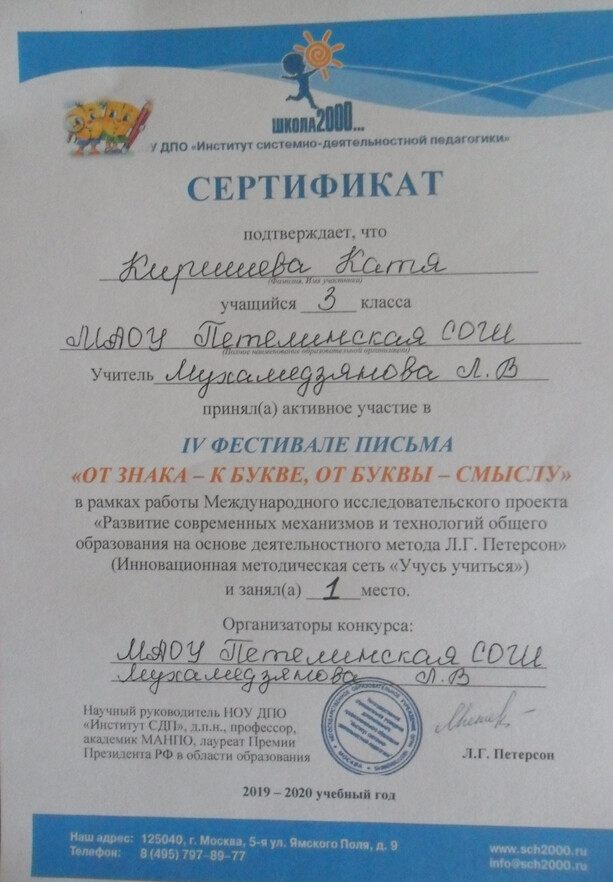 ШКОЛА2000...
У ДПО «Институт системно-деятельностной педагогики»
СЕРТИФИКАТ
подтверждает, что
Киришева Катя
(Фамилия, Имя участника)
учащийся 3 класса
МАОУ Петелинская СОШ
(Полное наименование образовательной организации)
Учитель Мухамедзянова Л.В
принял(а) активное участие в
IV ФЕСТИВАЛЕ ПИСЬМА
«ОТ ЗНАКА – К БУКВЕ, ОТ БУКВЫ – СМЫСЛУ»
в рамках работы Международного исследовательского проекта
«Развитие современных механизмов и технологий общего
образования на основе деятельностного метода Л.Г. Петерсон»
(Инновационная методическая сеть «Учусь учиться»)
и занял(а) 1 место.
Организаторы конкурса:
МАОУ Петелинская СОШ
Мухамедзянова Л.В
Научный руководитель НОУ ДПО
«Институт СДП», д.п.н., профессор,
академик МАНПО, лауреат Премии
Президента РФ в области образования
Л.Г. Петерсон
2019 – 2020 учебный год
Наш адрес: 125040, г. Москва, 5-я ул. Ямского Поля, д. 9
Телефон: 8 (495) 797-89-77
www.sch2000.ru
info@sch2000.ru